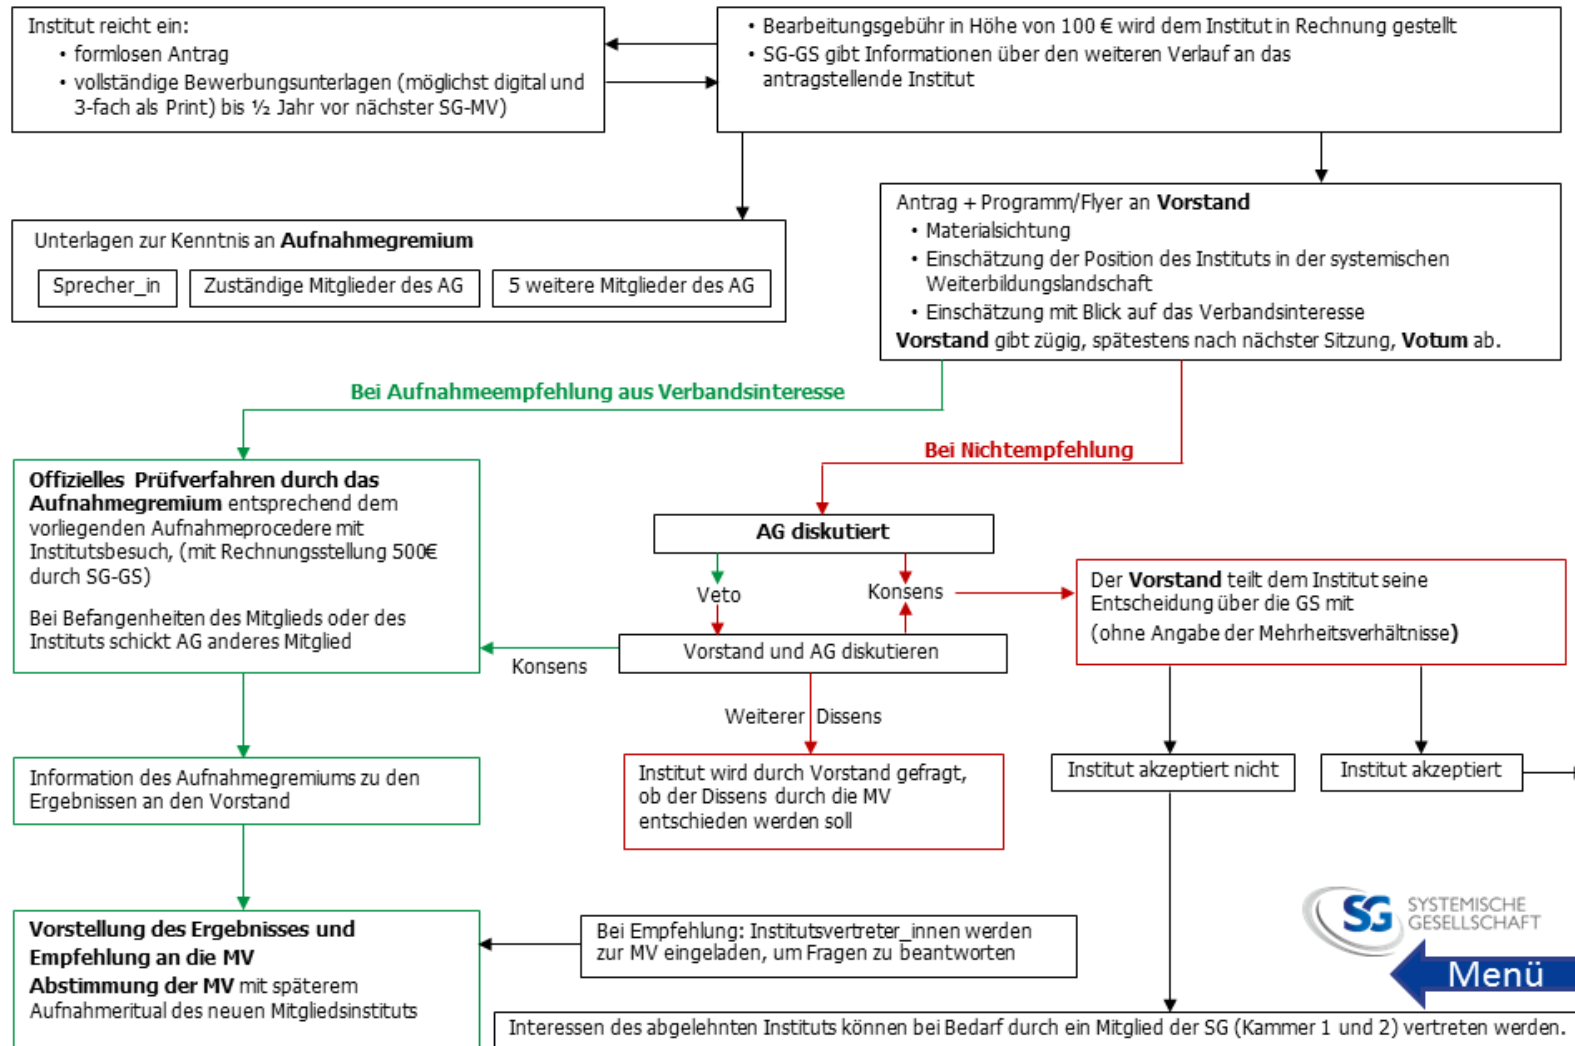 Institut reicht ein:
• formlosen Antrag
• vollständige Bewerbungsunterlagen (möglichst digital und
3-fach als Print) bis ½ Jahr vor nächster SG-MV)
• Bearbeitungsgebühr in Höhe von 100 € wird dem Institut in Rechnung gestellt
• SG-GS gibt Informationen über den weiteren Verlauf an das
antragstellende Institut
Unterlagen zur Kenntnis an Aufnahmegremium
Sprecher_in
Zuständige Mitglieder des AG
5 weitere Mitglieder des AG
Antrag + Programm/Flyer an Vorstand
• Materialsichtung
• Einschätzung der Position des Instituts in der systemischen
Weiterbildungslandschaft
• Einschätzung mit Blick auf das Verbandsinteresse
Vorstand gibt zügig, spätestens nach nächster Sitzung, Votum ab.
Bei Aufnahmeempfehlung aus Verbandsinteresse
Bei Nichtempfehlung
Offizielles Prüfverfahren durch das
Aufnahmegremium entsprechend dem
vorliegenden Aufnahmeprocedere mit
Institutsbesuch, (mit Rechnungsstellung 500€
durch SG-GS)
Bei Befangenheiten des Mitglieds oder des
Instituts schickt AG anderes Mitglied
AG diskutiert
Veto
Konsens
Vorstand und AG diskutieren
Konsens
Weiterer Dissens
Der Vorstand teilt dem Institut seine
Entscheidung über die GS mit
(ohne Angabe der Mehrheitsverhältnisse)
Information des Aufnahmegremiums zu den
Ergebnissen an den Vorstand
Institut wird durch Vorstand gefragt,
ob der Dissens durch die MV
entschieden werden soll
Institut akzeptiert nicht
Institut akzeptiert
Vorstellung des Ergebnisses und
Empfehlung an die MV
Abstimmung der MV mit späterem
Aufnahmeritual des neuen Mitgliedsinstituts
Bei Empfehlung: Institutsvertreter_innen werden
zur MV eingeladen, um Fragen zu beantworten
SG SYSTEMISCHE
GESELLSCHAFT
Menü
Interessen des abgelehnten Instituts können bei Bedarf durch ein Mitglied der SG (Kammer 1 und 2) vertreten werden.